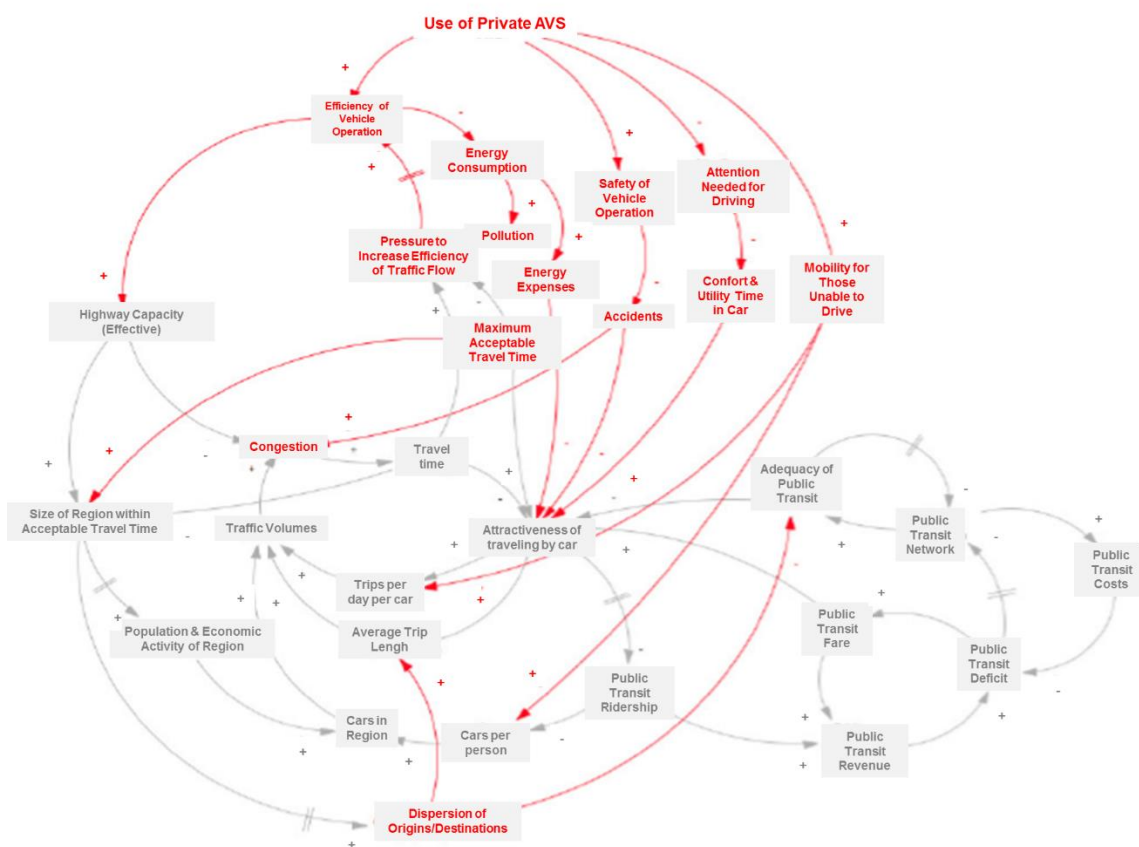 Use of Private AVS
+
Efficiency of
Vehicle
Operation
-
+
-
+
Energy
Consumption
+
Safety of
Vehicle
Operation
Attention
Needed for
Driving
+
+
Pressure to
Increase Efficiency
of Traffic Flow
Pollution
+
-
+
Energy
Expenses
-
Confort &
Utility Time
in Car
Mobility for
Those
Unable to
Drive
+
Highway Capacity
(Effective)
+
-
Maximum
Acceptable
Travel Time
Accidents
+
Congestion
+
Travel
time
+
-
-
+
+
-
+
-
-
+
Adequacy of
Public
Transit
-
+
Size of Region within
Acceptable Travel Time
-
Traffic Volumes
-
Attractiveness of
traveling by car
-
+
Public
Transit
Network
+
Public
Transit
Costs
+
+
Trips per
day per car
+
+
+
+
Population & Economic
Activity of Region
Average Trip
Lengh
Public
Transit
Fare
+
Public
Transit
Deficit
-
+
+
-
Public
Transit
Ridership
-
Cars in
Region
+
+
Cars per
person
-
+
+
Public
Transit
Revenue
+
Dispersion of
Origins/Destinations
+